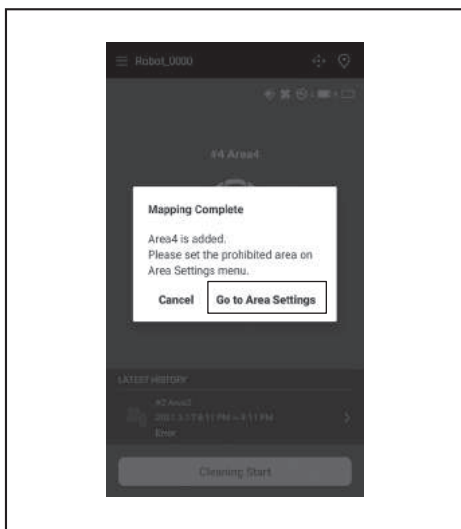 Robot_0000
#4 Area4
Mapping Complete
Area4 is added.
Please set the prohibited area on
Area Settings menu.
Cancel Go to Area Settings
LATEST HISTORY
#2 Area2
Error
Cleaning Start